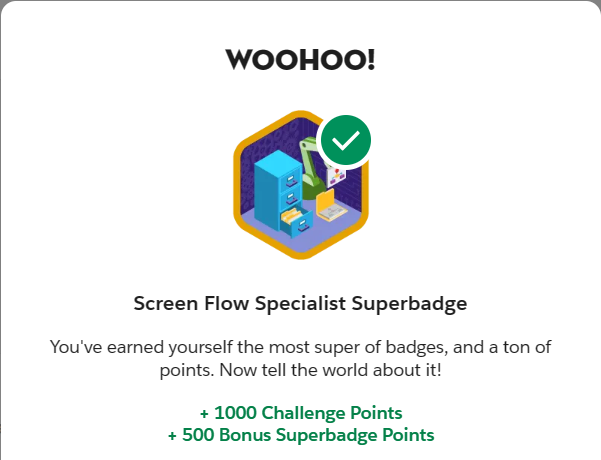 WOOHOO!
Screen Flow Specialist Superbadge
You've earned yourself the most super of badges, and a ton of
points. Now tell the world about it!
+ 1000 Challenge Points
+ 500 Bonus Superbadge Points